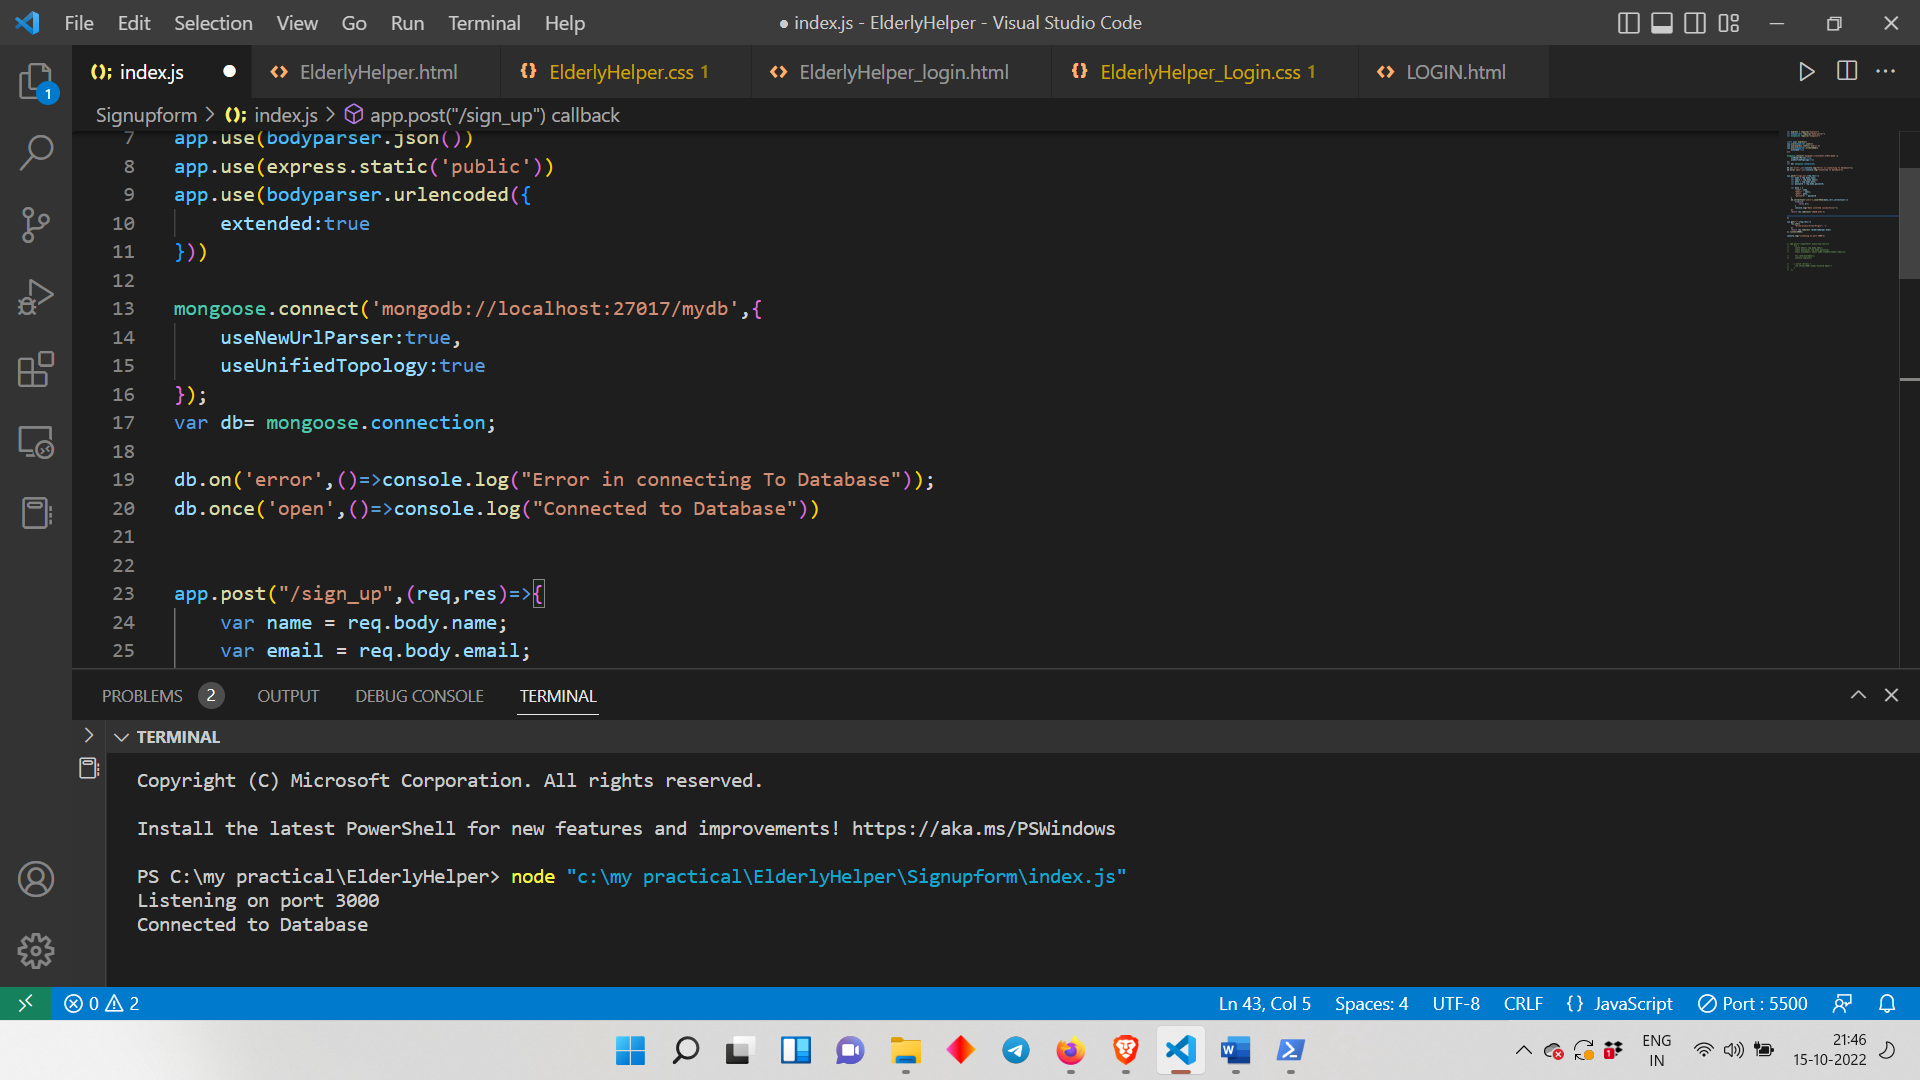 File Edit Selection View Go Run Terminal Help
● index.js - ElderlyHelper - Visual Studio Code
index.js
ElderlyHelper.html
ElderlyHelper.css 1
ElderlyHelper_login.html
ElderlyHelper_Login.css 1
LOGIN.html
1
Signupform > index.js > app.post("/sign_up") callback
7 app.use(bodyparser.json())
8 app.use(express.static('public'))
9 app.use(bodyparser.urlencoded({
10 extended:true
11 }))
12
13 mongoose.connect('mongodb://localhost:27017/mydb',{
14 useNewUrlParser:true,
15 useUnifiedTopology:true
16 });
17 var db= mongoose.connection;
18
19 db.on('error',()=>console.log("Error in connecting To Database"));
20 db.once('open',()=>console.log("Connected to Database"))
21
22
23 app.post("/sign_up",(req,res)=>{
24 var name = req.body.name;
25 var email = req.body.email;
PROBLEMS 2 OUTPUT DEBUG CONSOLE TERMINAL
TERMINAL
Copyright (C) Microsoft Corporation. All rights reserved.
Install the latest PowerShell for new features and improvements! https://aka.ms/PSWindows
PS C:\my practical\ElderlyHelper> node "c:\my practical\ElderlyHelper\Signupform\index.js"
Listening on port 3000
Connected to Database
0 2
Ln 43, Col 5 Spaces: 4 UTF-8 CRLF {} JavaScript Port : 5500
ENG
IN
21:46
15-10-2022